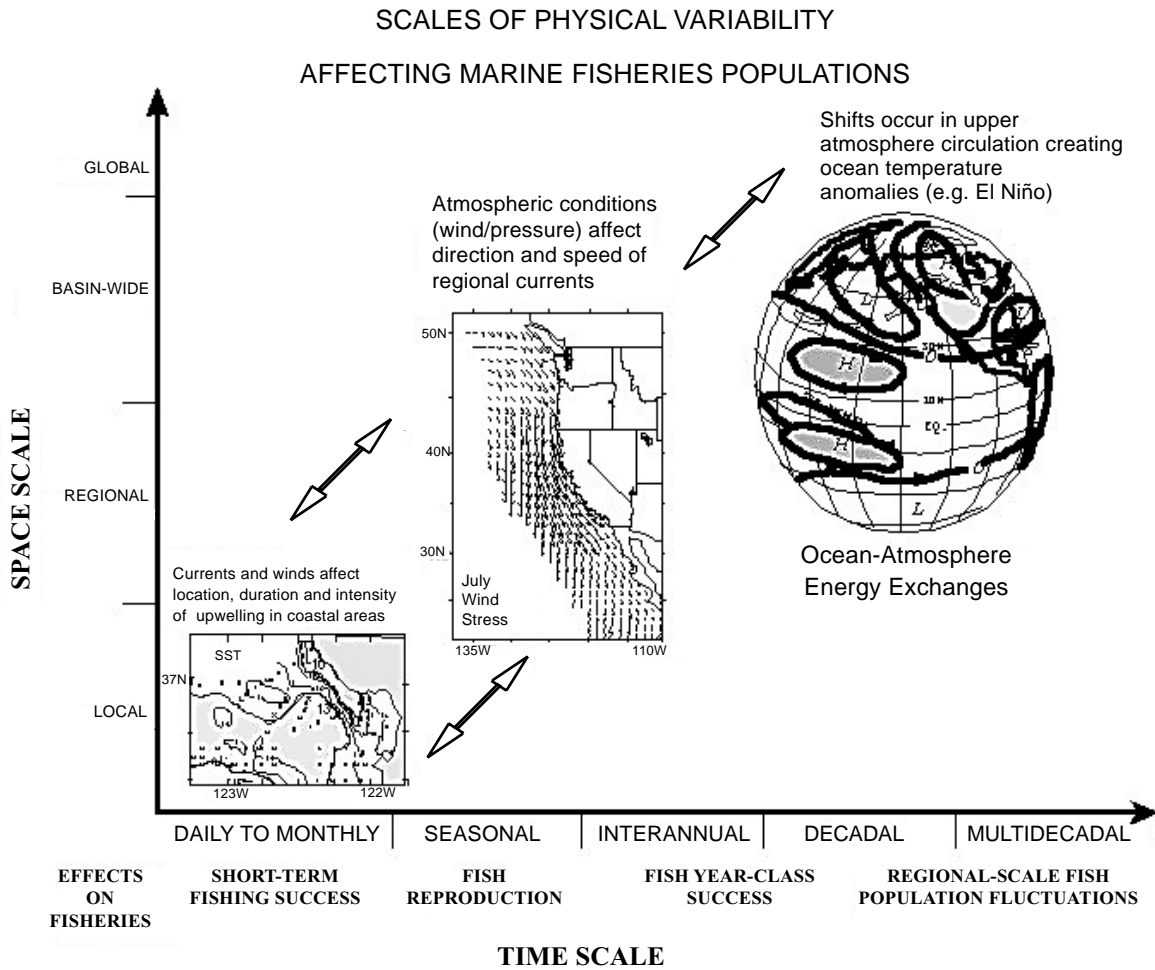 SCALES OF PHYSICAL VARIABILITY
AFFECTING MARINE FISHERIES POPULATIONS
Shifts occur in upper
atmosphere circulation creating
ocean temperature
anomalies (e.g. El Niño)
GLOBAL
Atmospheric conditions
(wind/pressure) affect
direction and speed of
regional currents
BASIN-WIDE
50N
40N
30N
July
Wind
Stress
135W
110W
L
L
L
30N
H
10N
EQ.
H
L
Ocean-Atmosphere
Energy Exchanges
SPACE SCALE
REGIONAL
Currents and winds affect
location, duration and intensity
of upwelling in coastal areas
SST
37N
10
13
123W
122W
LOCAL
DAILY TO MONTHLY
SEASONAL
INTERANNUAL
DECADAL
MULTIDECADAL
EFFECTS
ON
FISHERIES
SHORT-TERM
FISHING SUCCESS
FISH
REPRODUCTION
FISH YEAR-CLASS
SUCCESS
REGIONAL-SCALE FISH
POPULATION FLUCTUATIONS
TIME SCALE